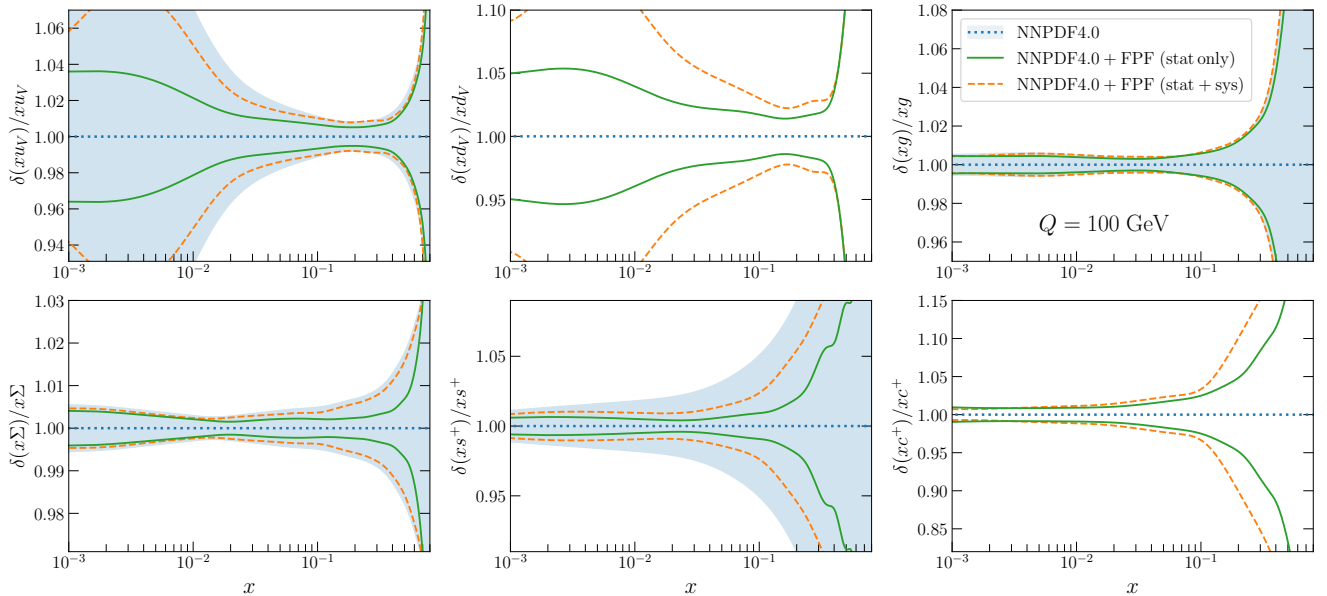 1.06
1.04
1.02
1.00
0.98
0.96
0.94
δ(xu_V)/xu_V
10⁻³ 10⁻² 10⁻¹
1.10
1.05
1.00
0.95
δ(xd_V)/xd_V
10⁻³ 10⁻² 10⁻¹
1.08
1.06
1.04
1.02
1.00
0.98
0.96
δ(xg)/xg
NNPDF4.0
NNPDF4.0 + FPF (stat only)
NNPDF4.0 + FPF (stat + sys)
Q = 100 GeV
10⁻³ 10⁻² 10⁻¹
1.03
1.02
1.01
1.00
0.99
0.98
δ(xΣ))/xΣ
10⁻³ 10⁻² 10⁻¹
x
1.05
1.00
0.95
δ(xs⁺)/xs⁺
10⁻³ 10⁻² 10⁻¹
x
1.15
1.10
1.05
1.00
0.95
0.90
0.85
δ(xc⁺)/xc⁺
10⁻³ 10⁻² 10⁻¹
x